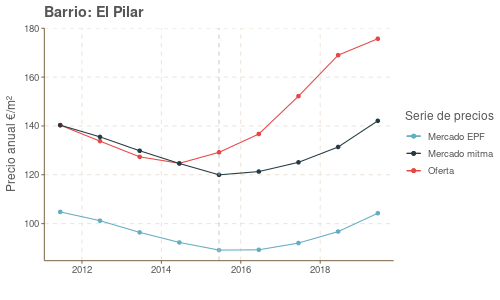 Barrio: El Pilar
Precio anual €/m²
180
160
140
120
100
2012
2014
2016
2018
Serie de precios
Mercado EPF
Mercado mitma
Oferta